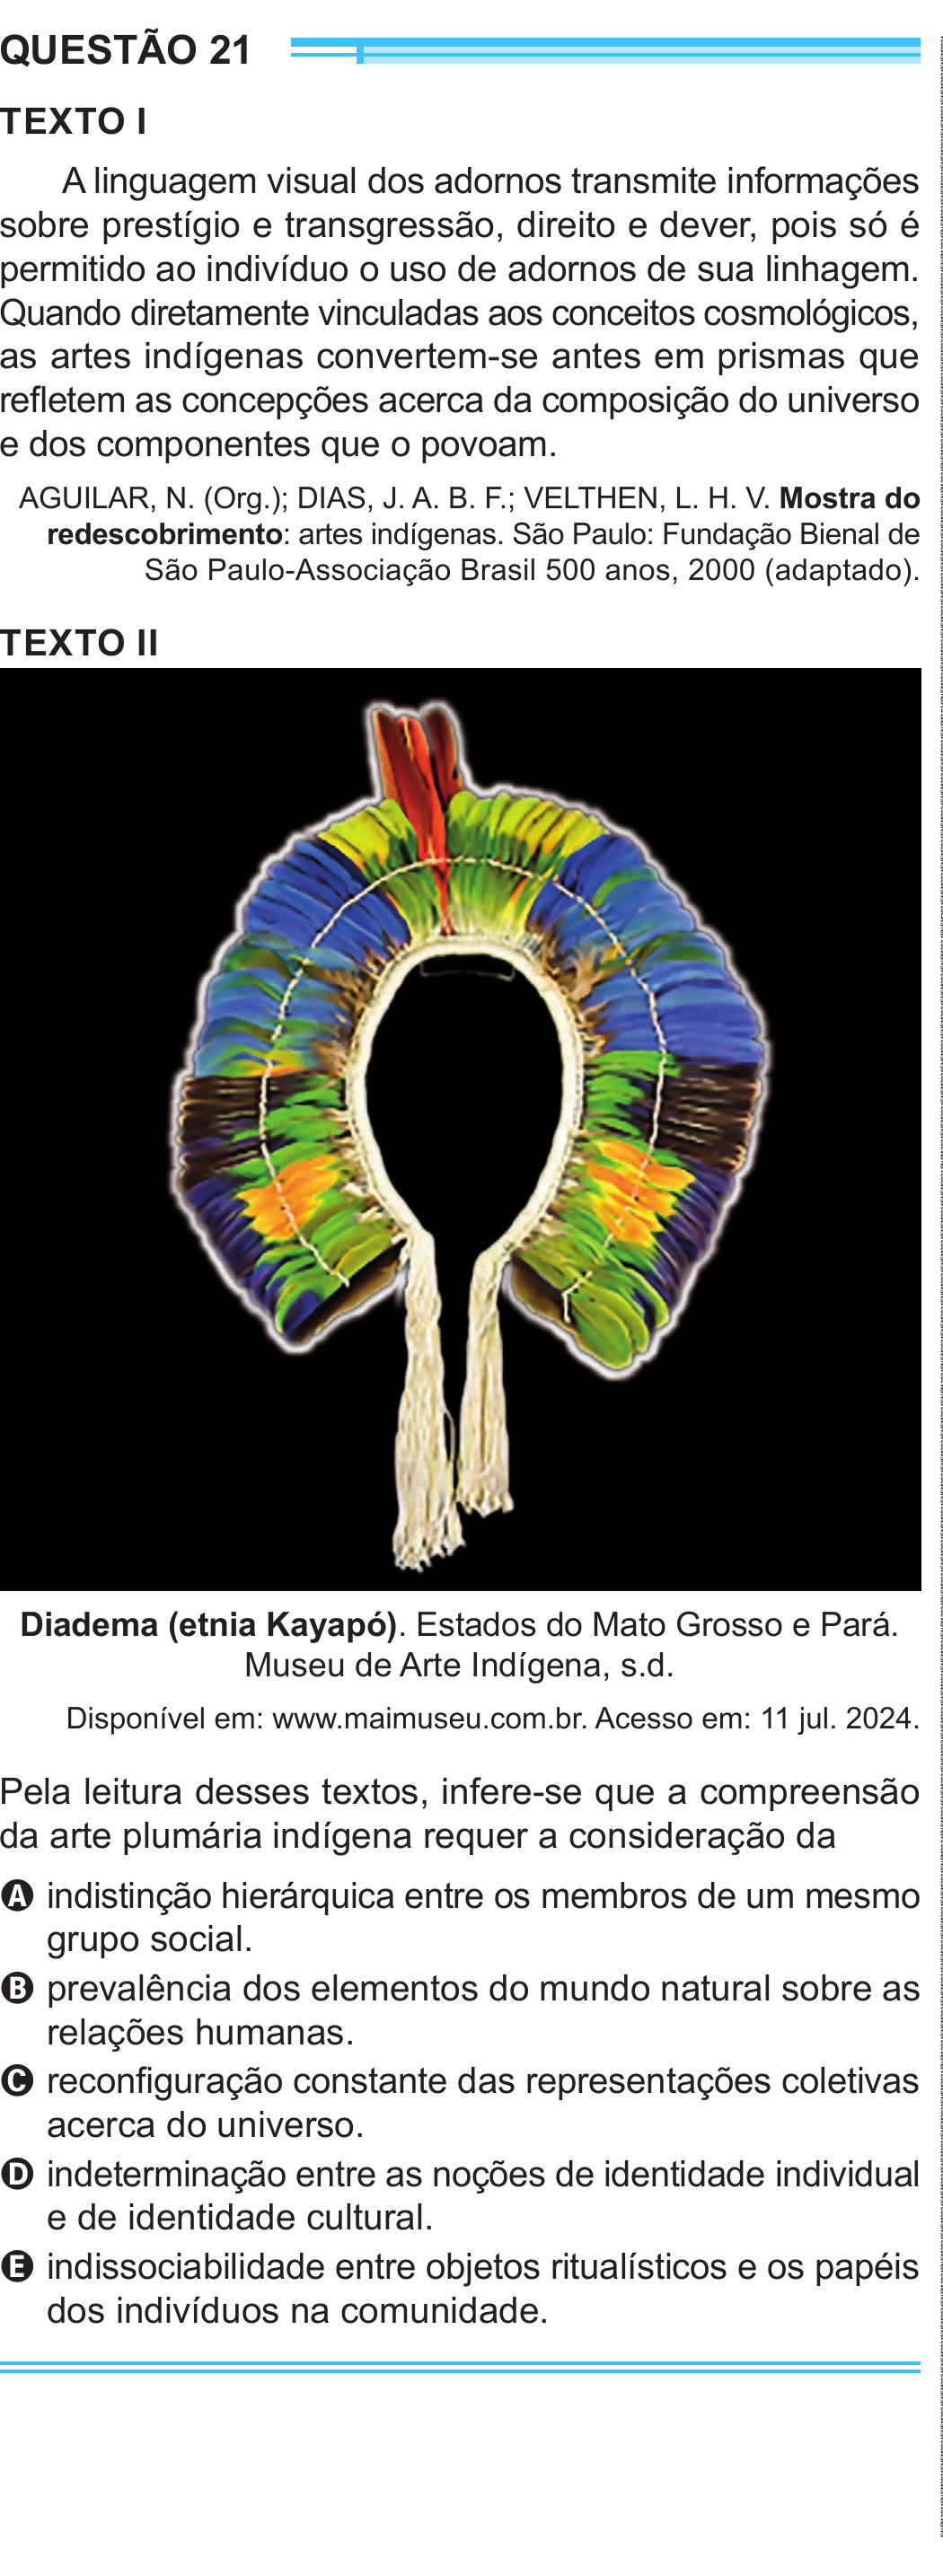 QUESTÃO 21
TEXTO I
A linguagem visual dos adornos transmite informações
sobre prestígio e transgressão, direito e dever, pois só é
permitido ao indivíduo o uso de adornos de sua linhagem.
Quando diretamente vinculadas aos conceitos cosmológicos,
as artes indígenas convertem-se antes em prismas que
refletem as concepções acerca da composição do universo
e dos componentes que o povoam.
AGUILAR, N. (Org.); DIAS, J. A. B. F.; VELTHEN, L. H. V. Mostra do
redescobrimento: artes indígenas. São Paulo: Fundação Bienal de
São Paulo-Associação Brasil 500 anos, 2000 (adaptado).
TEXTO II
Diadema (etnia Kayapó). Estados do Mato Grosso e Pará.
Museu de Arte Indígena, s.d.
Disponível em: www.maimuseu.com.br. Acesso em: 11 jul. 2024.
Pela leitura desses textos, infere-se que a compreensão
da arte plumária indígena requer a consideração da
A indistinção hierárquica entre os membros de um mesmo
grupo social.
B prevalência dos elementos do mundo natural sobre as
relações humanas.
C reconfiguração constante das representações coletivas
acerca do universo.
D indeterminação entre as noções de identidade individual
e de identidade cultural.
E indissociabilidade entre objetos ritualísticos e os papéis
dos indivíduos na comunidade.